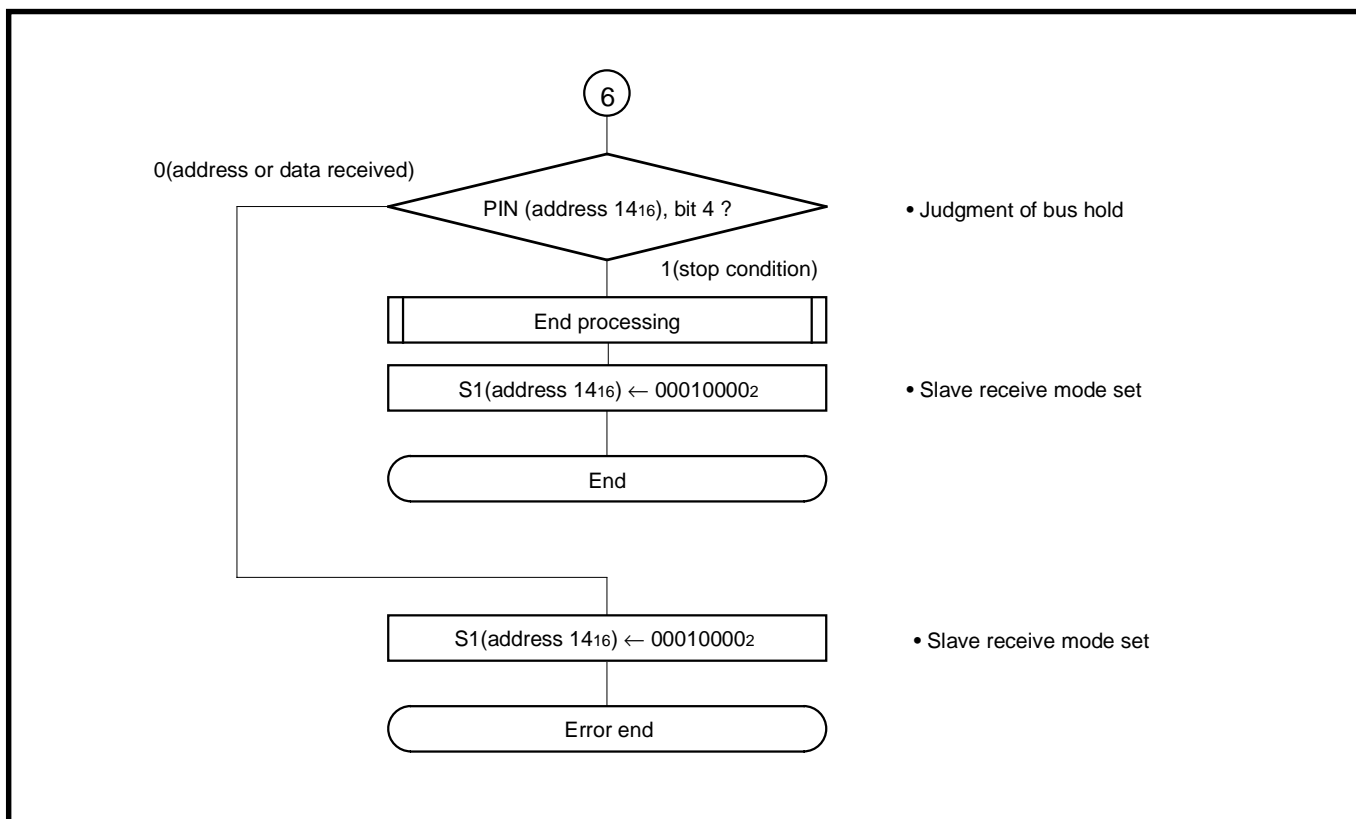 6
0(address or data received)
PIN (address 14₁₆), bit 4 ?
• Judgment of bus hold
1(stop condition)
End processing
S1(address 14₁₆) ← 00010000₂
• Slave receive mode set
End
S1(address 14₁₆) ← 00010000₂
• Slave receive mode set
Error end